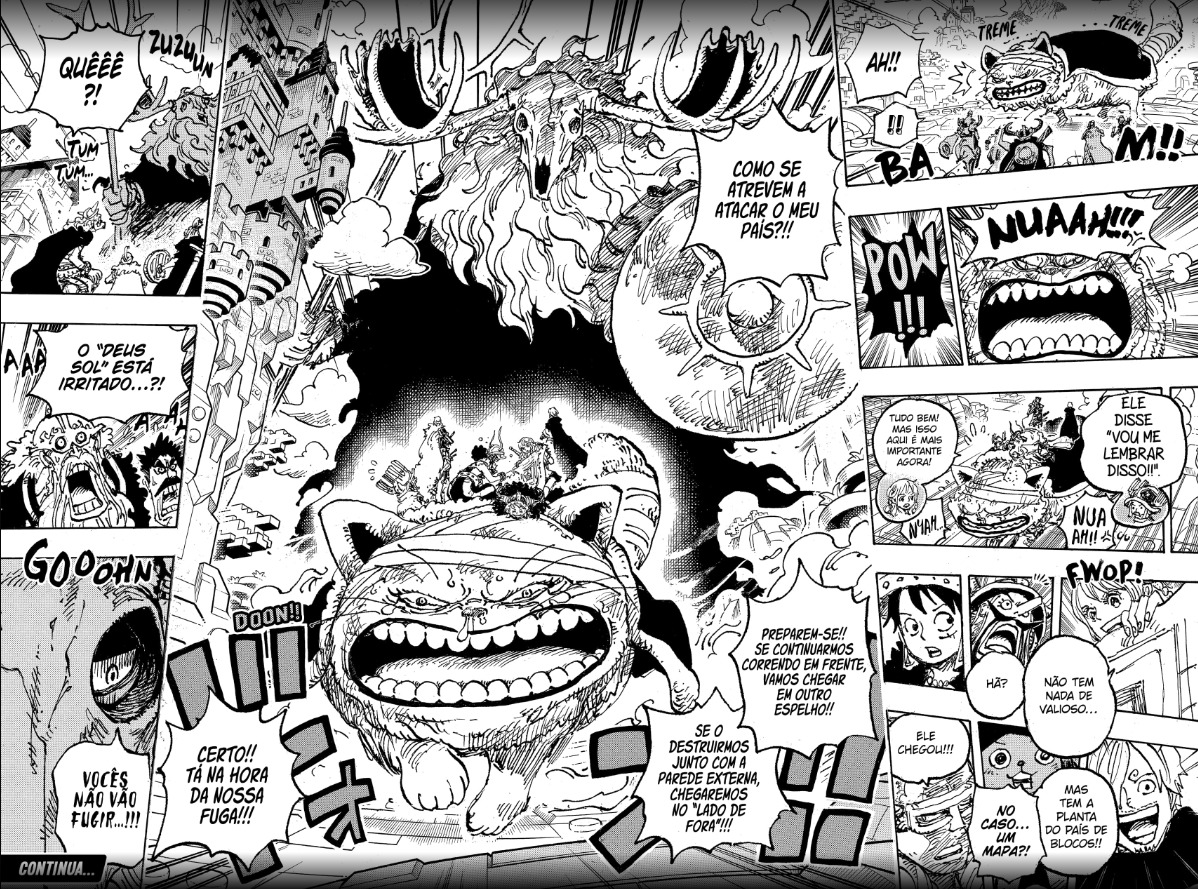 TREME
...TREME
AH!!
!!
BA
M!!
NUAAH!!!
POW
!!!
ELE
DISSE
"VOU ME
LEMBRAR
DISSO!!".
TUDO BEM!
MAS ISSO
AQUI É MAIS
IMPORTANTE
AGORA!
NUAH...
NUA
AH!!
FWOP!
NÃO TEM
NADA DE
VALIOSO...
HÃ?
MAS
TEM A
PLANTA
DO PAÍS DE
BLOCOS!!
NO
CASO...
UM
MAPA?!
ELE
CHEGOU!!!
COMO SE
ATREVEM A
ATACAR O MEU
PAÍS?!!
PREPAREM-SE!!
SE CONTINUARMOS
CORRENDO EM FRENTE,
VAMOS CHEGAR
EM OUTRO
ESPELHO!!
SE O
DESTRUIRMOS
JUNTO COM A
PAREDE EXTERNA,
CHEGAREMOS
NO "LADO DE
FORA"!!!
DOON!!
CERTO!!
TÁ NA HORA
DA NOSSA
FUGA!!!
ZUZUUN
QUÊÊÊ
?!
TUM
TUM...
O "DEUS
SOL" ESTÁ
IRRITADO...?!
AAA
AAA
GOOOHN
VOCÊS
NÃO VÃO
FUGIR...!!!
CONTINUA...